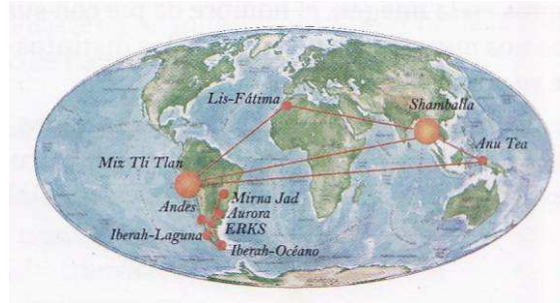 Lis-Fátima
Shamballa
Anu Tea
Miz Tli Tlan
Mirna Jad
Andes
Aurora
ERKS
Iberah-Laguna
Iberah-Océano